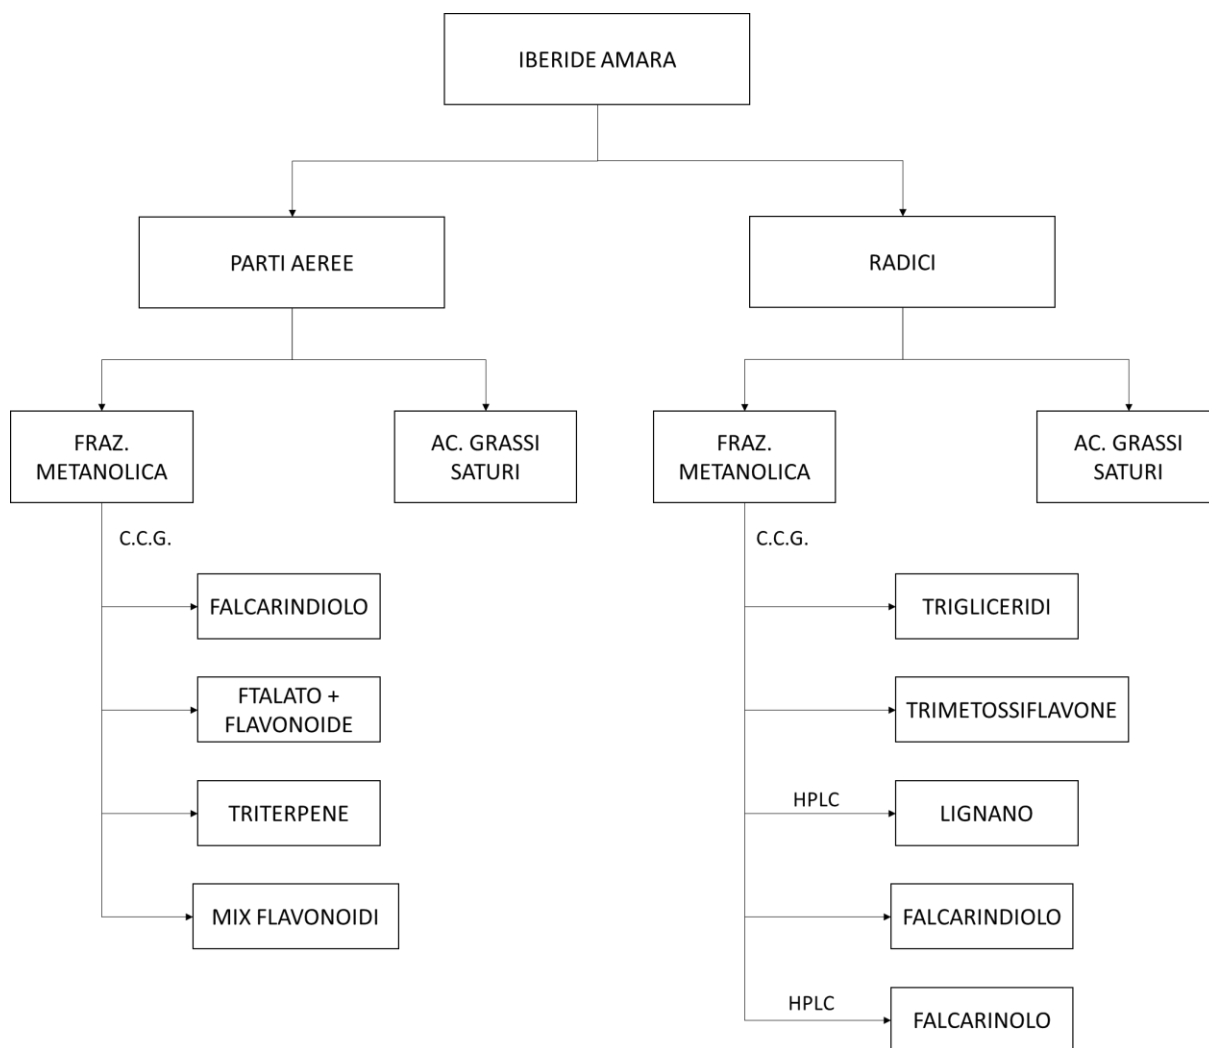 IBERIDE AMARA
PARTI AEREE
RADICI
FRAZ.
METANOLICA
AC. GRASSI
SATURI
FRAZ.
METANOLICA
AC. GRASSI
SATURI
C.C.G.
FALCARINDIOLO
FTALATO +
FLAVONOIDE
TRITERPENE
MIX FLAVONOIDI
C.C.G.
TRIGLICERIDI
TRIMETOSSIFLAVONE
HPLC
LIGNANO
FALCARINDIOLO
HPLC
FALCARINOLO